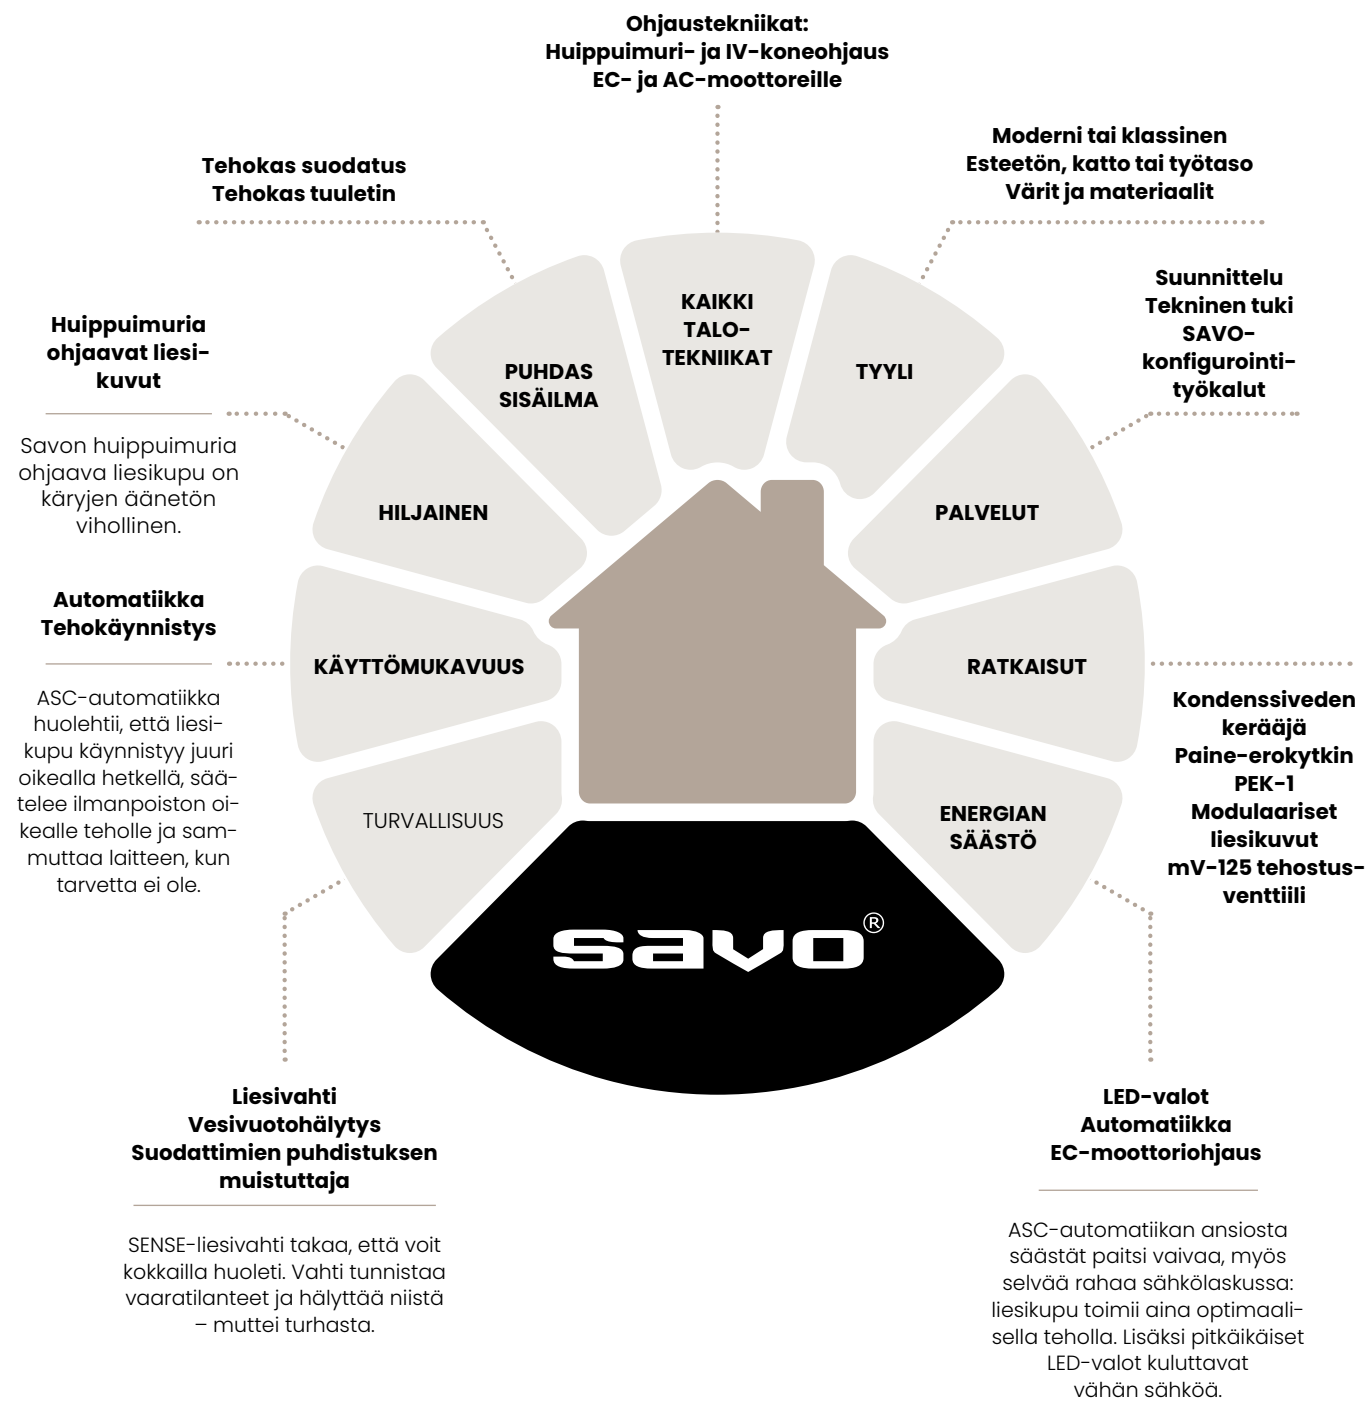 Ohjaustekniikat:
Huippuimuri- ja IV-koneohjaus
EC- ja AC-moottoreille
Moderni tai klassinen
Esteetön, katto tai työtaso
Värit ja materiaalit
Tehokas suodatus
Tehokas tuuletin
Suunnittelu
Tekninen tuki
SAVO-
konfigurointi-
työkalut
Huippuimuria
ohjaavat liesi-
kuvut
Savon huippuimuria
ohjaava liesikupu on
käryjen äänetön
vihollinen.
KAIKKI
TALO-
TEKNIIKAT
PUHDAS
SISÄILMA
TYYLI
HILJAINEN
PALVELUT
Automatiikka
Tehokäynnistys
ASC-automatiikka
huolehtii, että liesi-
kupu käynnistyy juuri
oikealla hetkellä, sää-
telee ilmanpoiston oi-
kealle teholle ja sam-
muttaa laitteen, kun
tarvetta ei ole.
KÄYTTÖMUKAVUUS
RATKAISUT
Kondenssiveden
kerääjä
Paine-erokytkin
PEK-1
Modulaariset
liesikuvut
mV-125 tehostus-
venttiili
TURVALLISUUS
ENERGIAN
SÄÄSTÖ
savo®
Liesivahti
Vesivuotohälytys
Suodattimien puhdistuksen
muistuttaja
SENSE-liesivahti takaa, että voit
kokkailla huoleti. Vahti tunnistaa
vaaratilanteet ja hälyttää niistä
– muttei turhasta.
LED-valot
Automatiikka
EC-moottoriohjaus
ASC-automatiikan ansiosta
säästät paitsi vaivaa, myös
selvää rahaa sähkölaskussa:
liesikupu toimii aina optimaali-
sella teholla. Lisäksi pitkäikäiset
LED-valot kuluttavat
vähän sähköä.